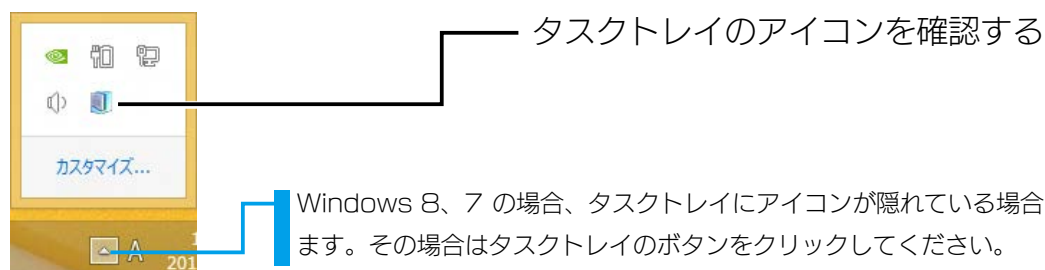 タスクトレイのアイコンを確認する
カスタマイズ...
Windows 8、7 の場合、タスクトレイにアイコンが隠れている場合
ます。その場合はタスクトレイのボタンをクリックしてください。
A
201